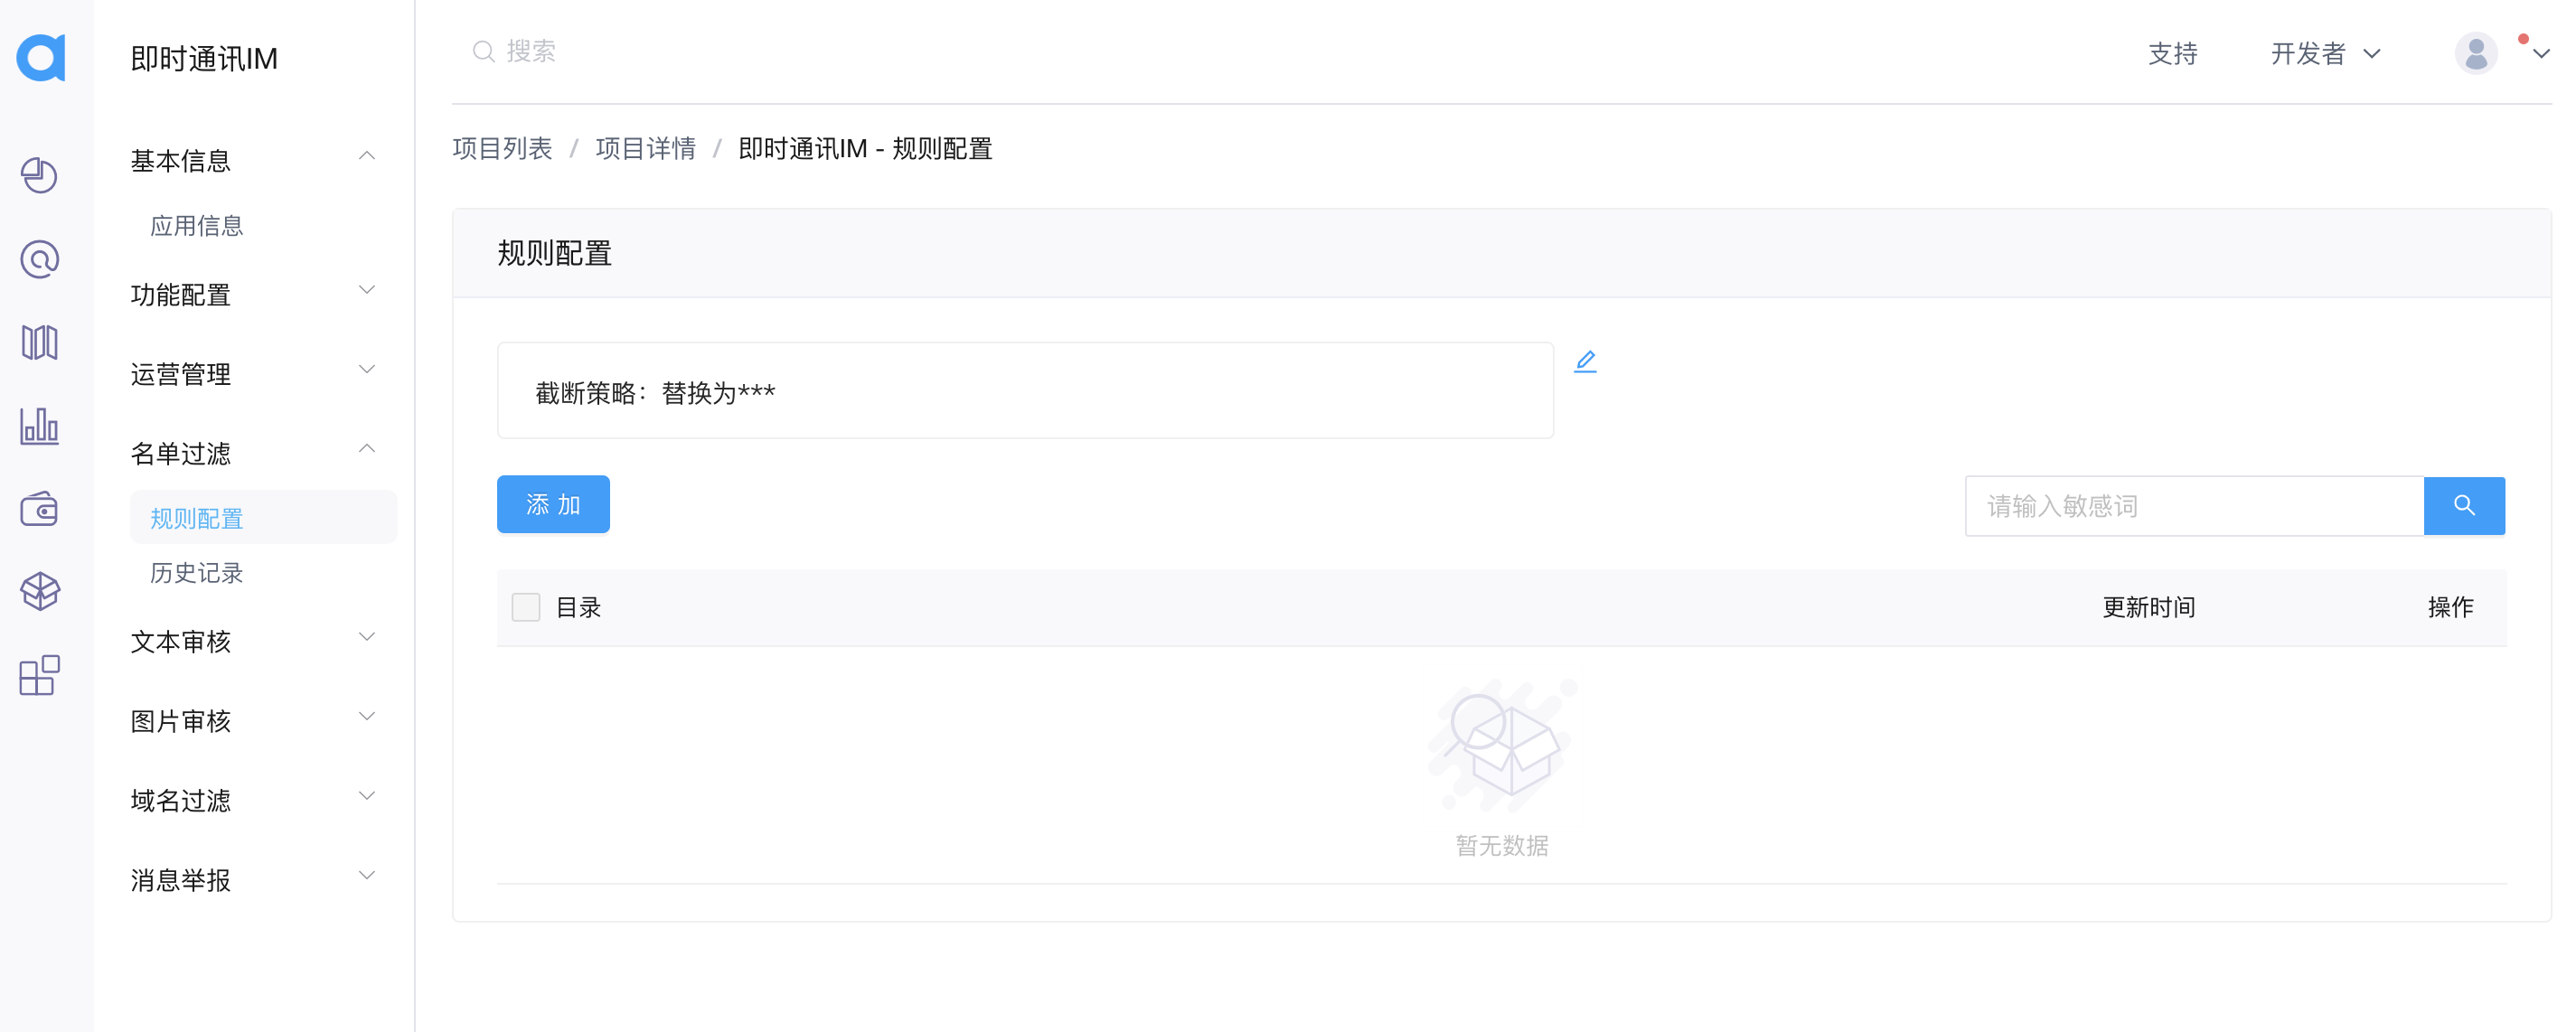 即时通讯IM
基本信息
应用信息
功能配置
运营管理
名单过滤
规则配置
历史记录
文本审核
图片审核
域名过滤
消息举报
搜索
支持
开发者
项目列表 / 项目详情 / 即时通讯IM - 规则配置
规则配置
截断策略：替换为***
添 加
请输入敏感词
目录 更新时间 操作
暂无数据